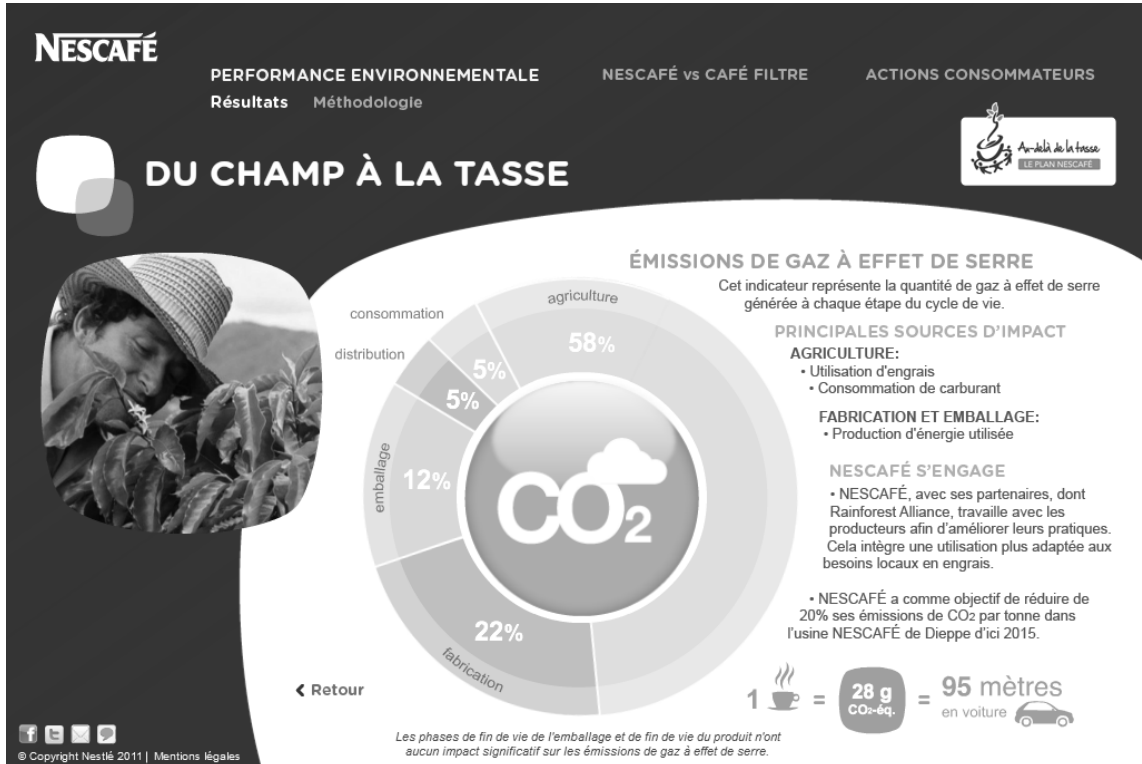 NESCAFÉ
PERFORMANCE ENVIRONNEMENTALE
NESCAFÉ vs CAFÉ FILTRE
ACTIONS CONSOMMATEURS
Résultats
Méthodologie
Au-delà de la tasse
LE PLAN NESCAFÉ
DU CHAMP À LA TASSE
ÉMISSIONS DE GAZ À EFFET DE SERRE
Cet indicateur représente la quantité de gaz à effet de serre
générée à chaque étape du cycle de vie.
PRINCIPALES SOURCES D'IMPACT
AGRICULTURE:
• Utilisation d'engrais
• Consommation de carburant
FABRICATION ET EMBALLAGE:
• Production d'énergie utilisée
NESCAFÉ S'ENGAGE
• NESCAFÉ, avec ses partenaires, dont
Rainforest Alliance, travaille avec les
producteurs afin d'améliorer leurs pratiques.
Cela intègre une utilisation plus adaptée aux
besoins locaux en engrais.
• NESCAFÉ a comme objectif de réduire de
20% ses émissions de CO2 par tonne dans
l'usine NESCAFÉ de Dieppe d'ici 2015.
agriculture
58%
consommation
5%
distribution
5%
emballage
12%
fabrication
22%
CO2
1 = 28 g CO2-éq. = 95 mètres
en voiture
Retour
Les phases de fin de vie de l'emballage et de fin de vie du produit n'ont
aucun impact significatif sur les émissions de gaz à effet de serre.
© Copyright Nestlé 2011 | Mentions légales